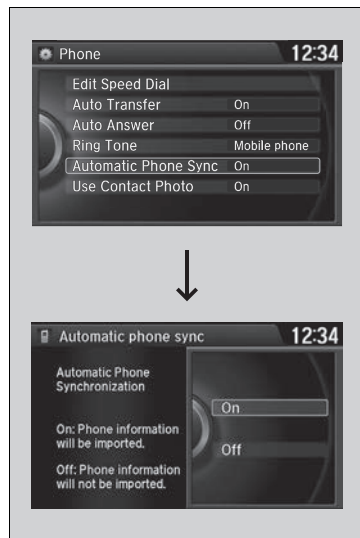 Phone 12:34
Edit Speed Dial
Auto Transfer On
Auto Answer Off
Ring Tone Mobile phone
Automatic Phone Sync On
Use Contact Photo On
Automatic phone sync 12:34
Automatic Phone
Synchronization
On: Phone information
will be imported.
Off: Phone information
will not be imported.
On
Off